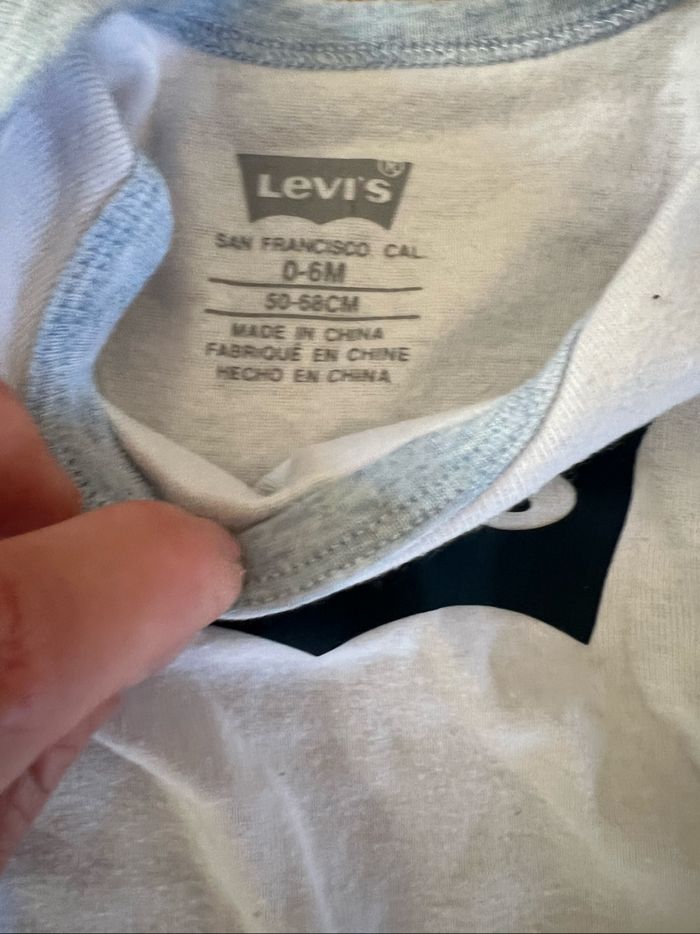 LEVI'S ®
SAN FRANCISCO CAL.
0-6M
50-68CM
MADE IN CHINA
FABRIQUÉ EN CHINE
HECHO EN CHINA